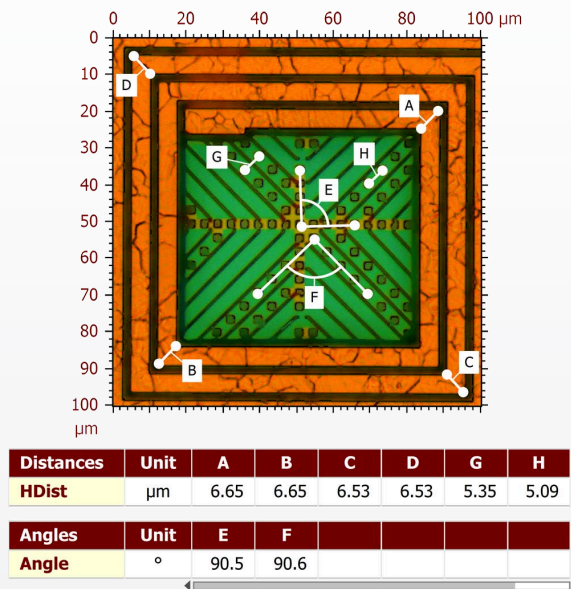 0 20 40 60 80 100 µm
0
10
20
30
40
50
60
70
80
90
100
µm
D
A
G
H
E
F
B
C
Distances Unit A B C D G H
HDist µm 6.65 6.65 6.53 6.53 5.35 5.09
Angles Unit E F
Angle ° 90.5 90.6